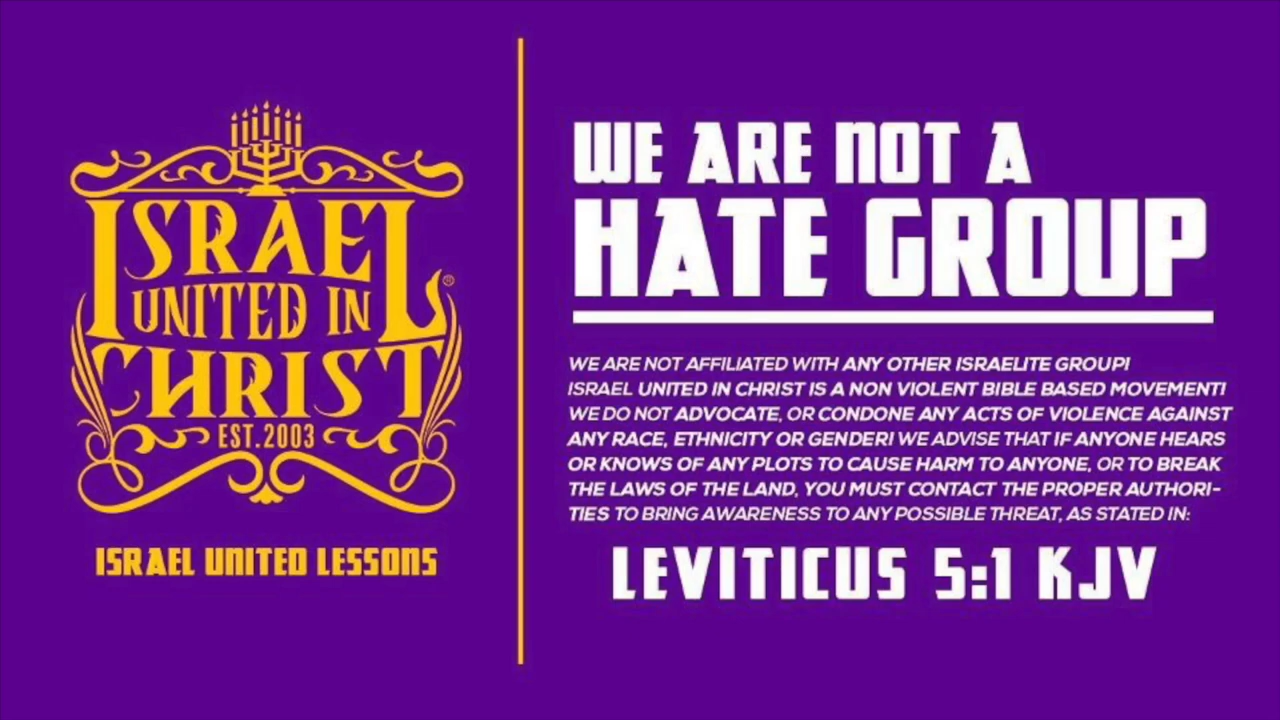 ISRAEL
UNITED IN
CHRIST
EST.2003
ISRAEL UNITED LESSONS
WE ARE NOT A
HATE GROUP
WE ARE NOT AFFILIATED WITH ANY OTHER ISRAELITE GROUP!
ISRAEL UNITED IN CHRIST IS A NON VIOLENT BIBLE BASED MOVEMENT!
WE DO NOT ADVOCATE, OR CONDONE ANY ACTS OF VIOLENCE AGAINST
ANY RACE, ETHNICITY OR GENDER! WE ADVISE THAT IF ANYONE HEARS
OR KNOWS OF ANY PLOTS TO CAUSE HARM TO ANYONE, OR TO BREAK
THE LAWS OF THE LAND, YOU MUST CONTACT THE PROPER AUTHORI-
TIES TO BRING AWARENESS TO ANY POSSIBLE THREAT, AS STATED IN:
LEVITICUS 5:1 KJV